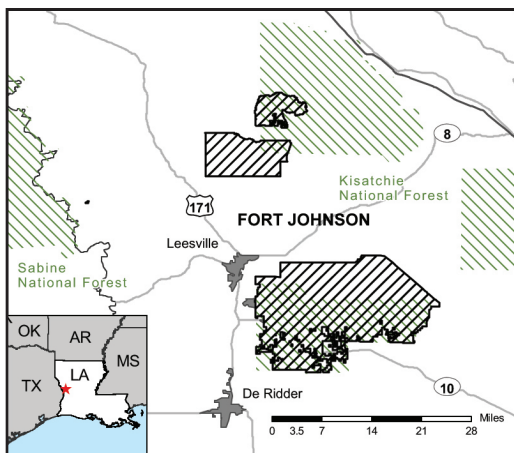 8
Kisatchie
National Forest
171
FORT JOHNSON
Leesville
Sabine
National Forest
OK
AR
MS
TX
LA
De Ridder
10
Miles
0 3.5 7 14 21 28